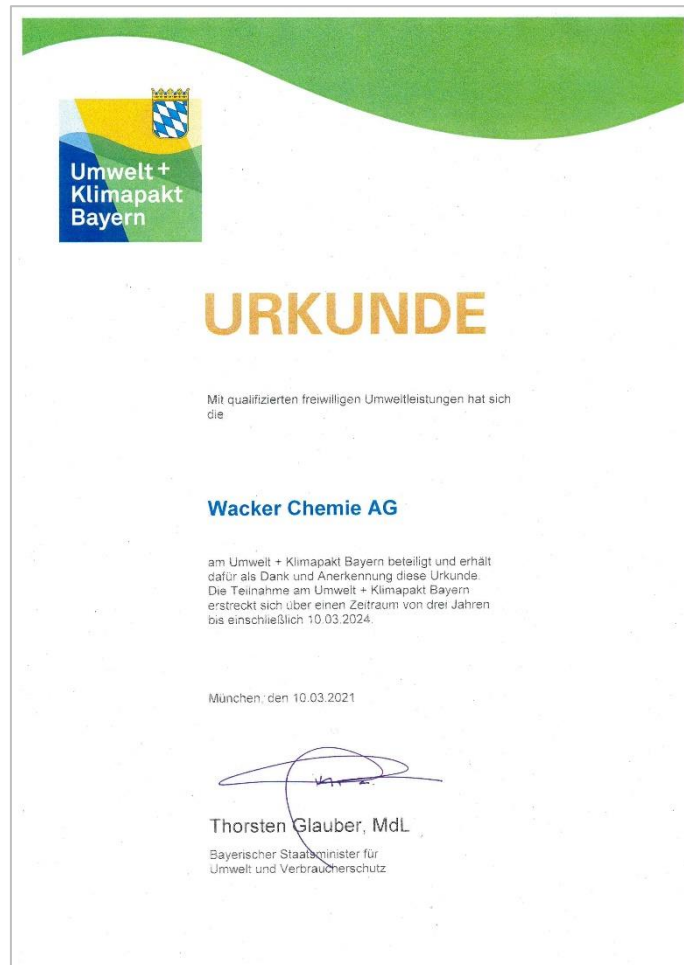 Umwelt +
Klimapakt
Bayern
URKUNDE
Mit qualifizierten freiwilligen Umweltleistungen hat sich
die
Wacker Chemie AG
am Umwelt + Klimapakt Bayern beteiligt und erhält
dafür als Dank und Anerkennung diese Urkunde.
Die Teilnahme am Umwelt + Klimapakt Bayern
erstreckt sich über einen Zeitraum von drei Jahren
bis einschließlich 10.03.2024.
München, den 10.03.2021
Thorsten Glauber, MdL
Bayerischer Staatsminister für
Umwelt und Verbraucherschutz